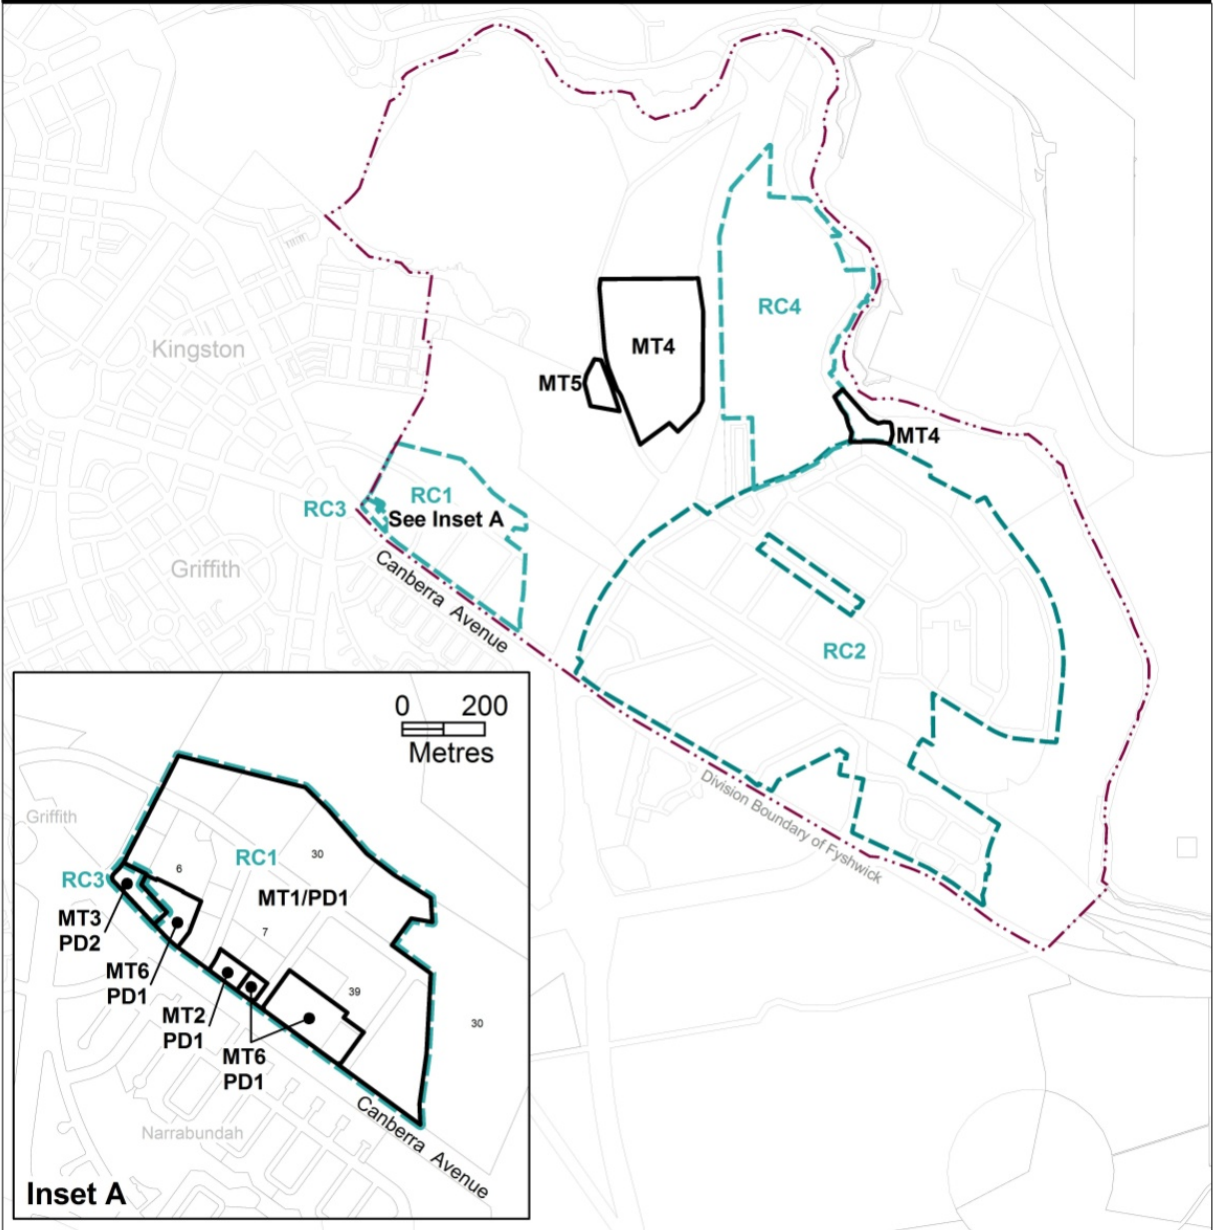 RC4
Kingston
MT4
MT5
MT4
RC1
RC3
See Inset A
Griffith
Canberra Avenue
RC2
Division Boundary of Fyshwick
0 200
Metres
Griffith
RC1
30
6
RC3
MT1/PD1
MT3
PD2
7
MT6
PD1
39
MT2
PD1
30
MT6
PD1
Canberra Avenue
Narrabundah
Inset A